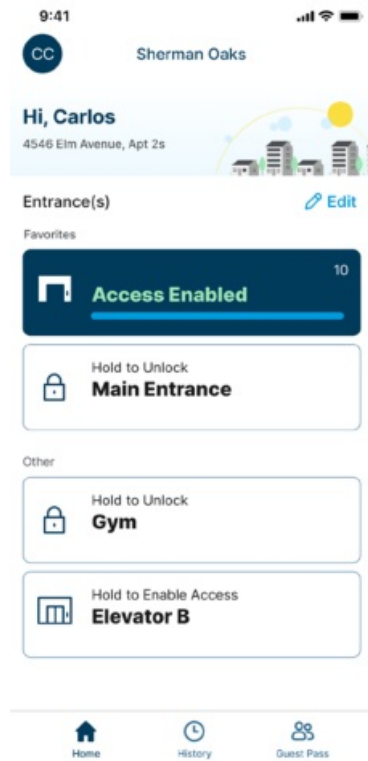 9:41
CC
Sherman Oaks
Hi, Carlos
4546 Elm Avenue, Apt 2s
Entrance(s)
Edit
Favorites
10
Access Enabled
Hold to Unlock
Main Entrance
Other
Hold to Unlock
Gym
Hold to Enable Access
Elevator B
Home
History
Guest Pass